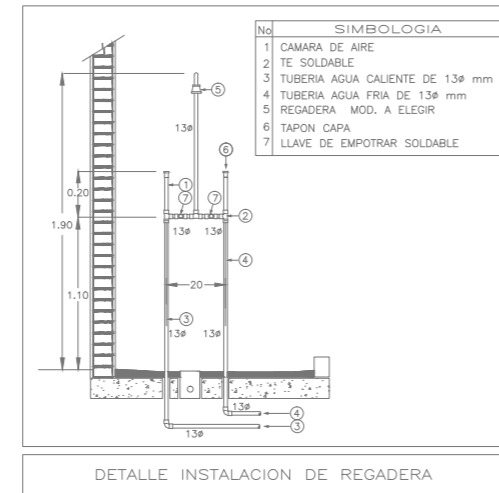 No SIMBOLOGIA
1 CAMARA DE AIRE
2 TE SOLDABLE
3 TUBERIA AGUA CALIENTE DE 13ø mm
4 TUBERIA AGUA FRIA DE 13ø mm
5 REGADERA MOD. A ELEGIR
6 TAPON CAPA
7 LLAVE DE EMPOTRAR SOLDABLE
5
13ø
6
1
0.20
7 7
2
1.90
13ø 13ø
4
20
1.10
3
13ø 13ø
13ø 4
13ø 3
DETALLE INSTALACION DE REGADERA